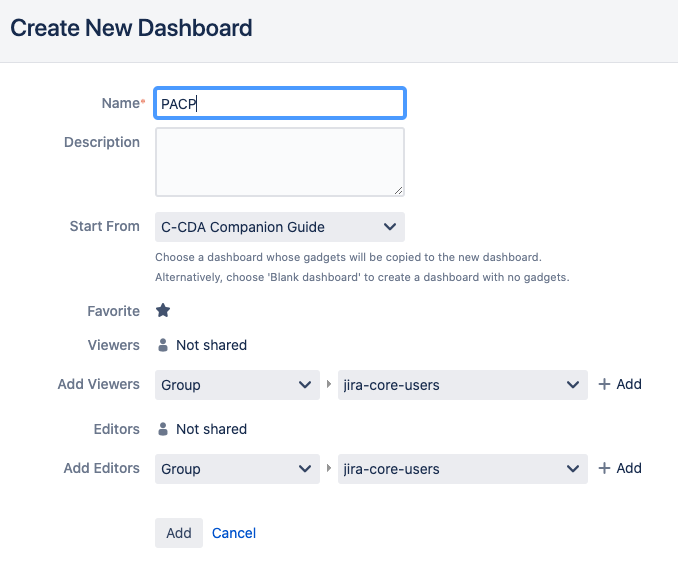 Create New Dashboard
Name* PACP
Description
Start From C-CDA Companion Guide
Choose a dashboard whose gadgets will be copied to the new dashboard.
Alternatively, choose 'Blank dashboard' to create a dashboard with no gadgets.
Favorite
Viewers Not shared
Add Viewers Group jira-core-users + Add
Editors Not shared
Add Editors Group jira-core-users + Add
Add Cancel